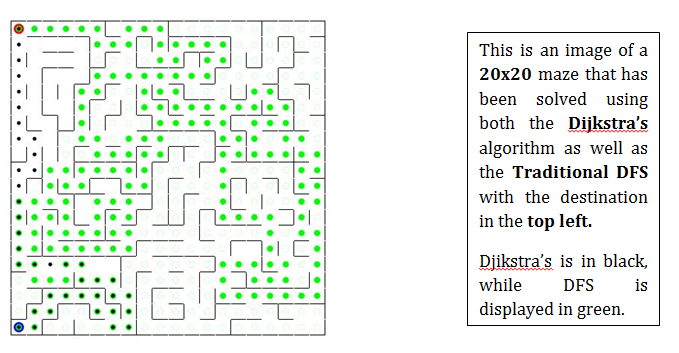 This is an image of a
20x20 maze that has
been solved using
both the Dijkstra's
algorithm as well as
the Traditional DFS
with the destination
in the top left.
Djikstra's is in black,
while DFS is
displayed in green.